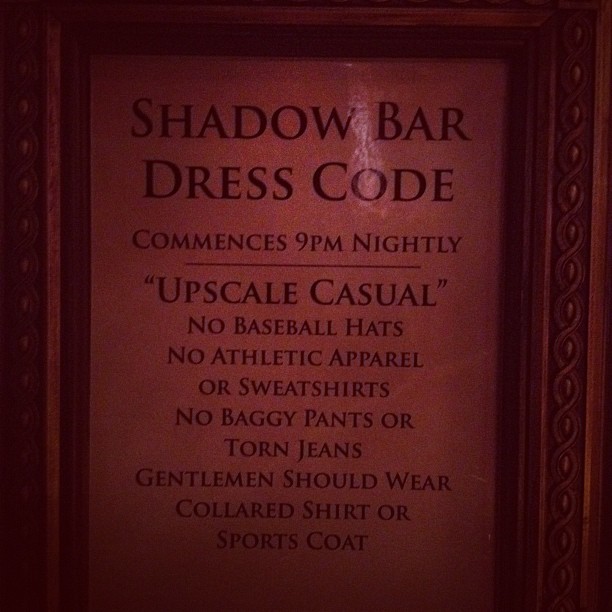 SHADOW BAR
DRESS CODE
COMMENCES 9PM NIGHTLY
"UPSCALE CASUAL"
NO BASEBALL HATS
NO ATHLETIC APPAREL
OR SWEATSHIRTS
NO BAGGY PANTS OR
TORN JEANS
GENTLEMEN SHOULD WEAR
COLLARED SHIRT OR
SPORTS COAT